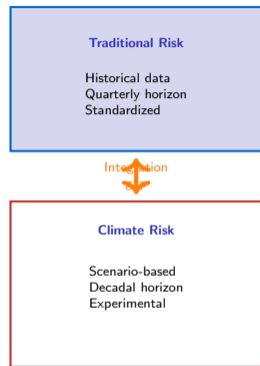 Traditional Risk
Historical data
Quarterly horizon
Standardized
Integration
Climate Risk
Scenario-based
Decadal horizon
Experimental